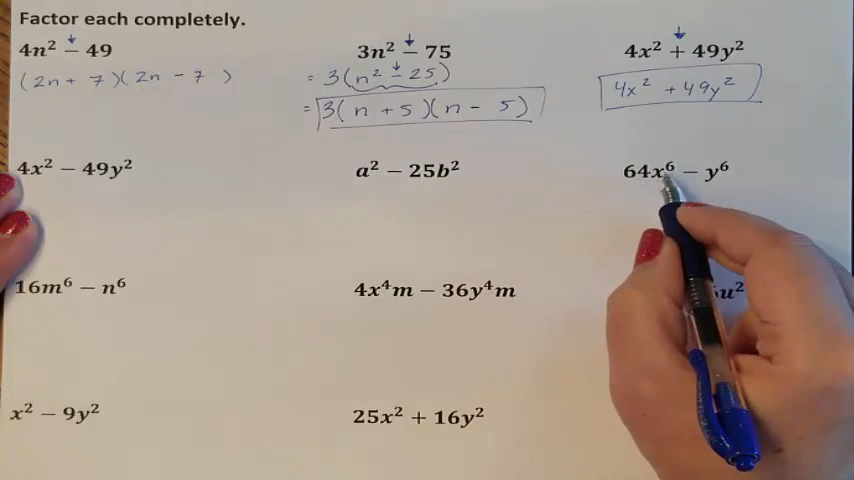 Factor each completely.
4n² − 49
(2n + 7)(2n − 7)
3n² − 75
= 3(n² − 25)
= 3(n + 5)(n − 5)
4x² + 49y²
4x² + 49y²
4x² − 49y²
a² − 25b²
64x⁶ − y⁶
16m⁶ − n⁶
4x⁴m − 36y⁴m
u²
x² − 9y²
25x² + 16y²